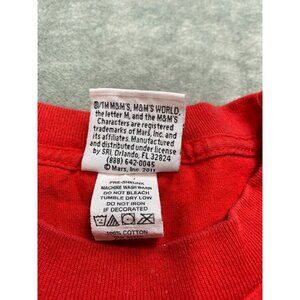 ®/TM M&M'S, M&M'S WORLD,
the letter M, and the M&M'S
Characters are registered
trademarks of Mars, Inc. and
its affiliates. Manufactured
and distributed under license
by SRI, Orlando, FL 32824
(888) 642-0045
© Mars, Inc. 2011
PRE-SHRUNK
MACHINE WASH WARM
DO NOT BLEACH
TUMBLE DRY LOW
DO NOT IRON
IF DECORATED
100% COTTON